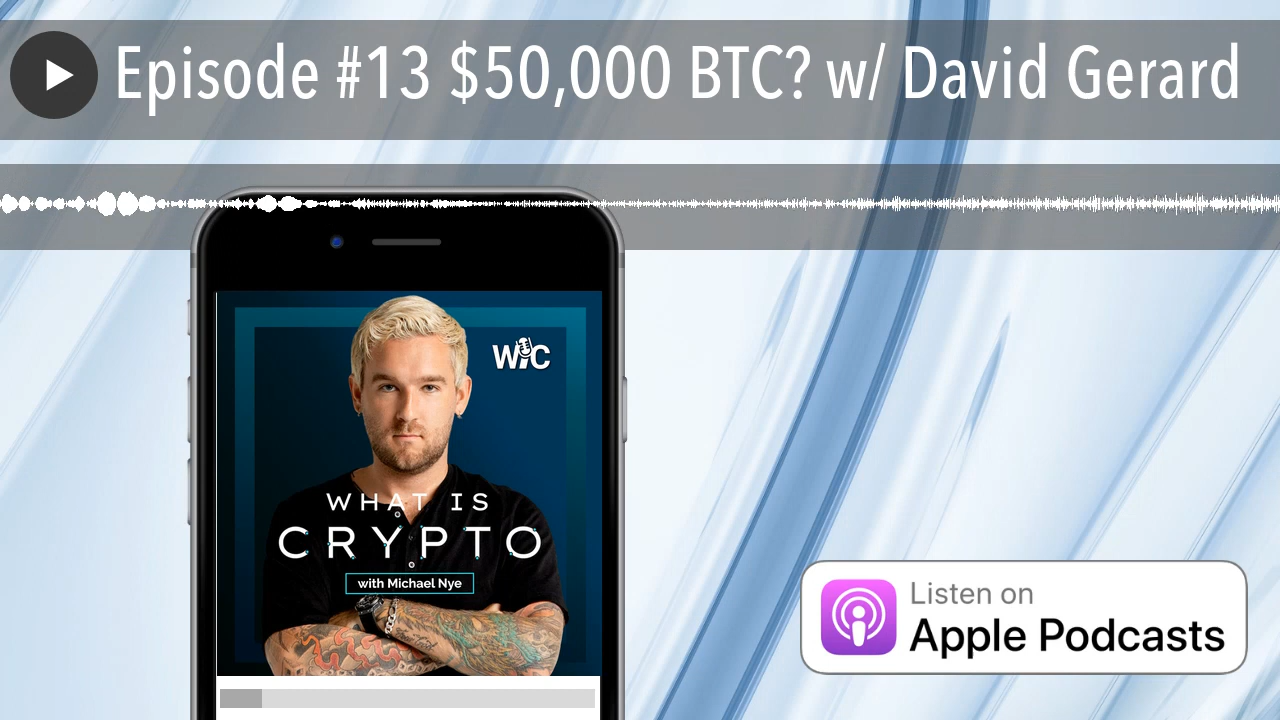 Episode #13 $50,000 BTC? w/ David Gerard
WiC
WHAT IS
CRYPTO
with Michael Nye
Listen on
Apple Podcasts